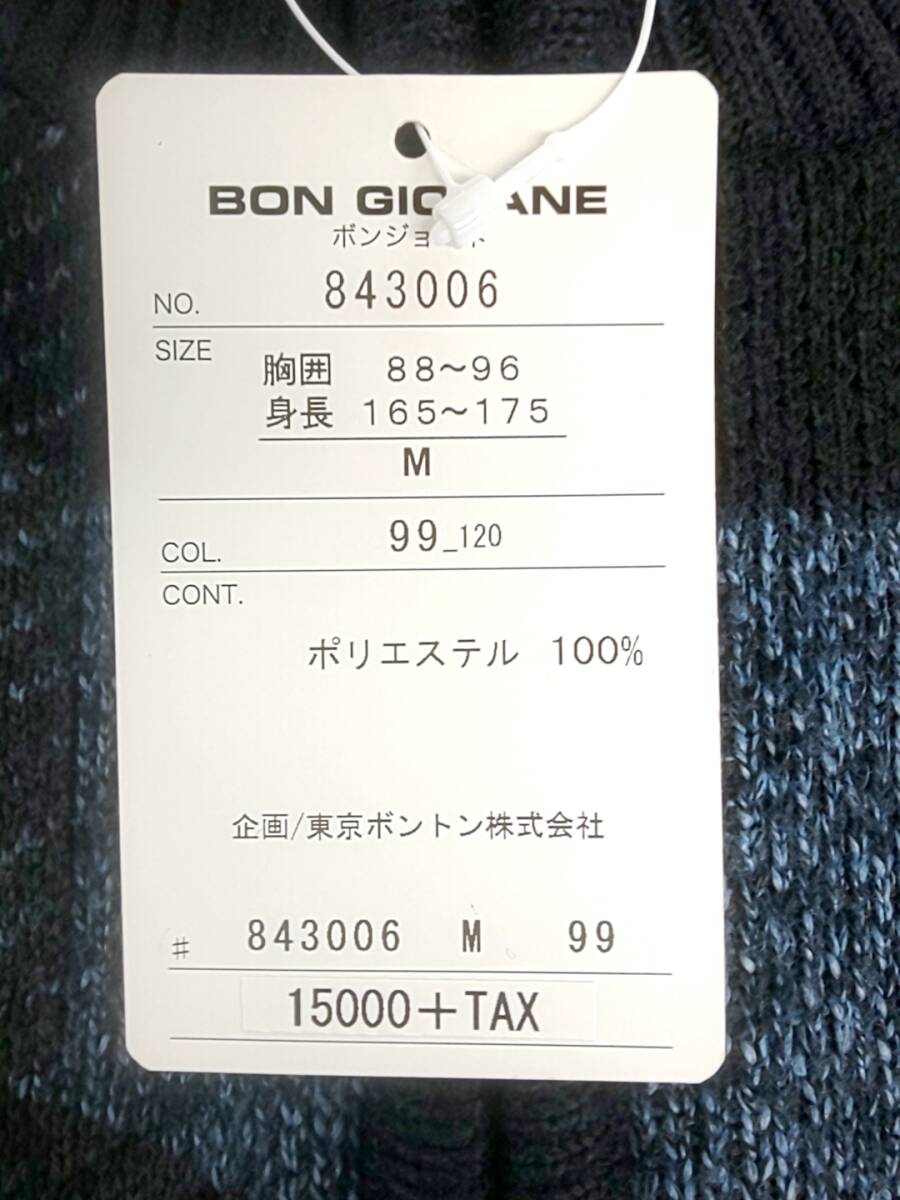 BON
NO. 843006
SIZE
胸囲 88～96
身長 165～175
M
COL. 99_120
CONT.
ポリエステル 100%
企画/東京ボントン株式会社
# 843006 M 99
15000+TAX